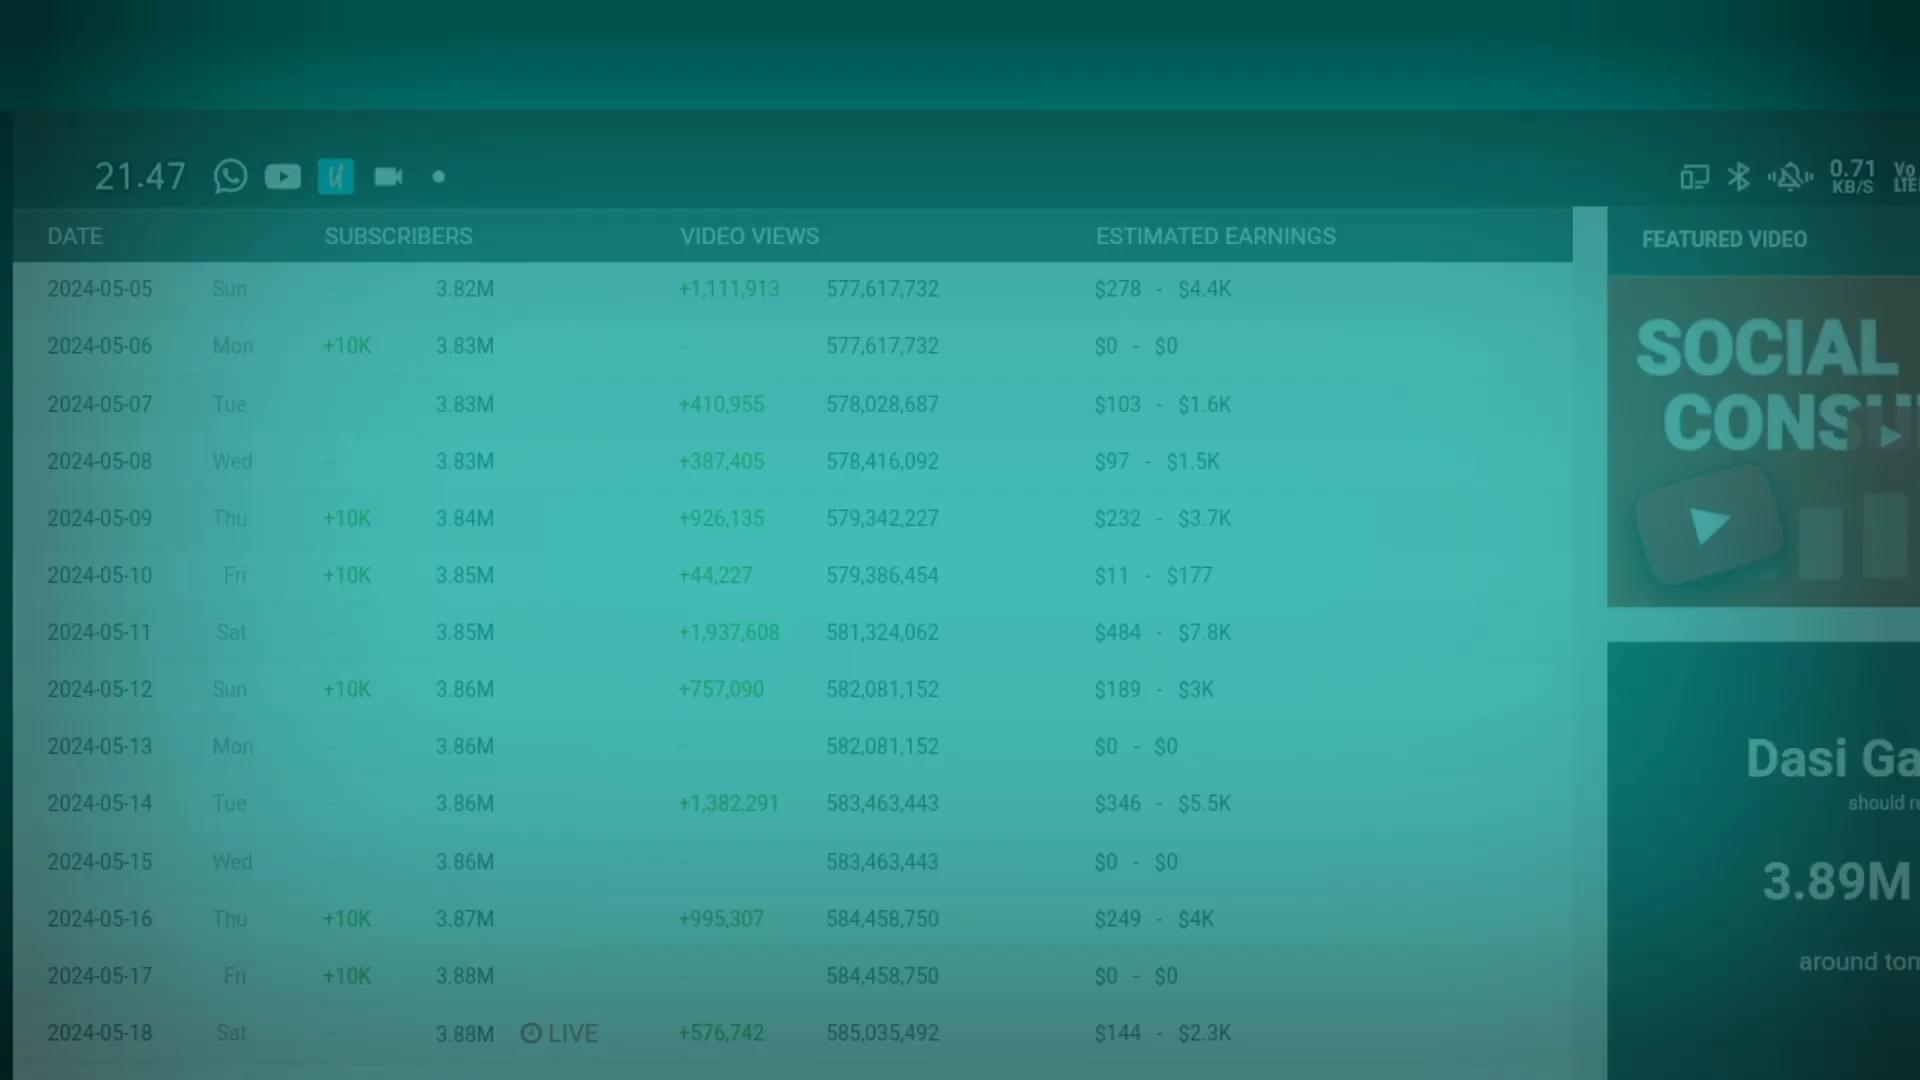 21.47
0.71
KB/S
Vo
LTE
DATE SUBSCRIBERS VIDEO VIEWS ESTIMATED EARNINGS
2024-05-05 Sun -- 3.82M +1,111,913 577,617,732 $278 - $4.4K
2024-05-06 Mon +10K 3.83M -- 577,617,732 $0 - $0
2024-05-07 Tue -- 3.83M +410,955 578,028,687 $103 - $1.6K
2024-05-08 Wed -- 3.83M +387,405 578,416,092 $97 - $1.5K
2024-05-09 Thu +10K 3.84M +926,135 579,342,227 $232 - $3.7K
2024-05-10 Fri +10K 3.85M +44,227 579,386,454 $11 - $177
2024-05-11 Sat -- 3.85M +1,937,608 581,324,062 $484 - $7.8K
2024-05-12 Sun +10K 3.86M +757,090 582,081,152 $189 - $3K
2024-05-13 Mon -- 3.86M -- 582,081,152 $0 - $0
2024-05-14 Tue -- 3.86M +1,382,291 583,463,443 $346 - $5.5K
2024-05-15 Wed -- 3.86M -- 583,463,443 $0 - $0
2024-05-16 Thu +10K 3.87M +995,307 584,458,750 $249 - $4K
2024-05-17 Fri +10K 3.88M -- 584,458,750 $0 - $0
2024-05-18 Sat -- 3.88M LIVE +576,742 585,035,492 $144 - $2.3K
FEATURED VIDEO
SOCIAL
CONSU
Dasi Ga
should re
3.89M
around tom